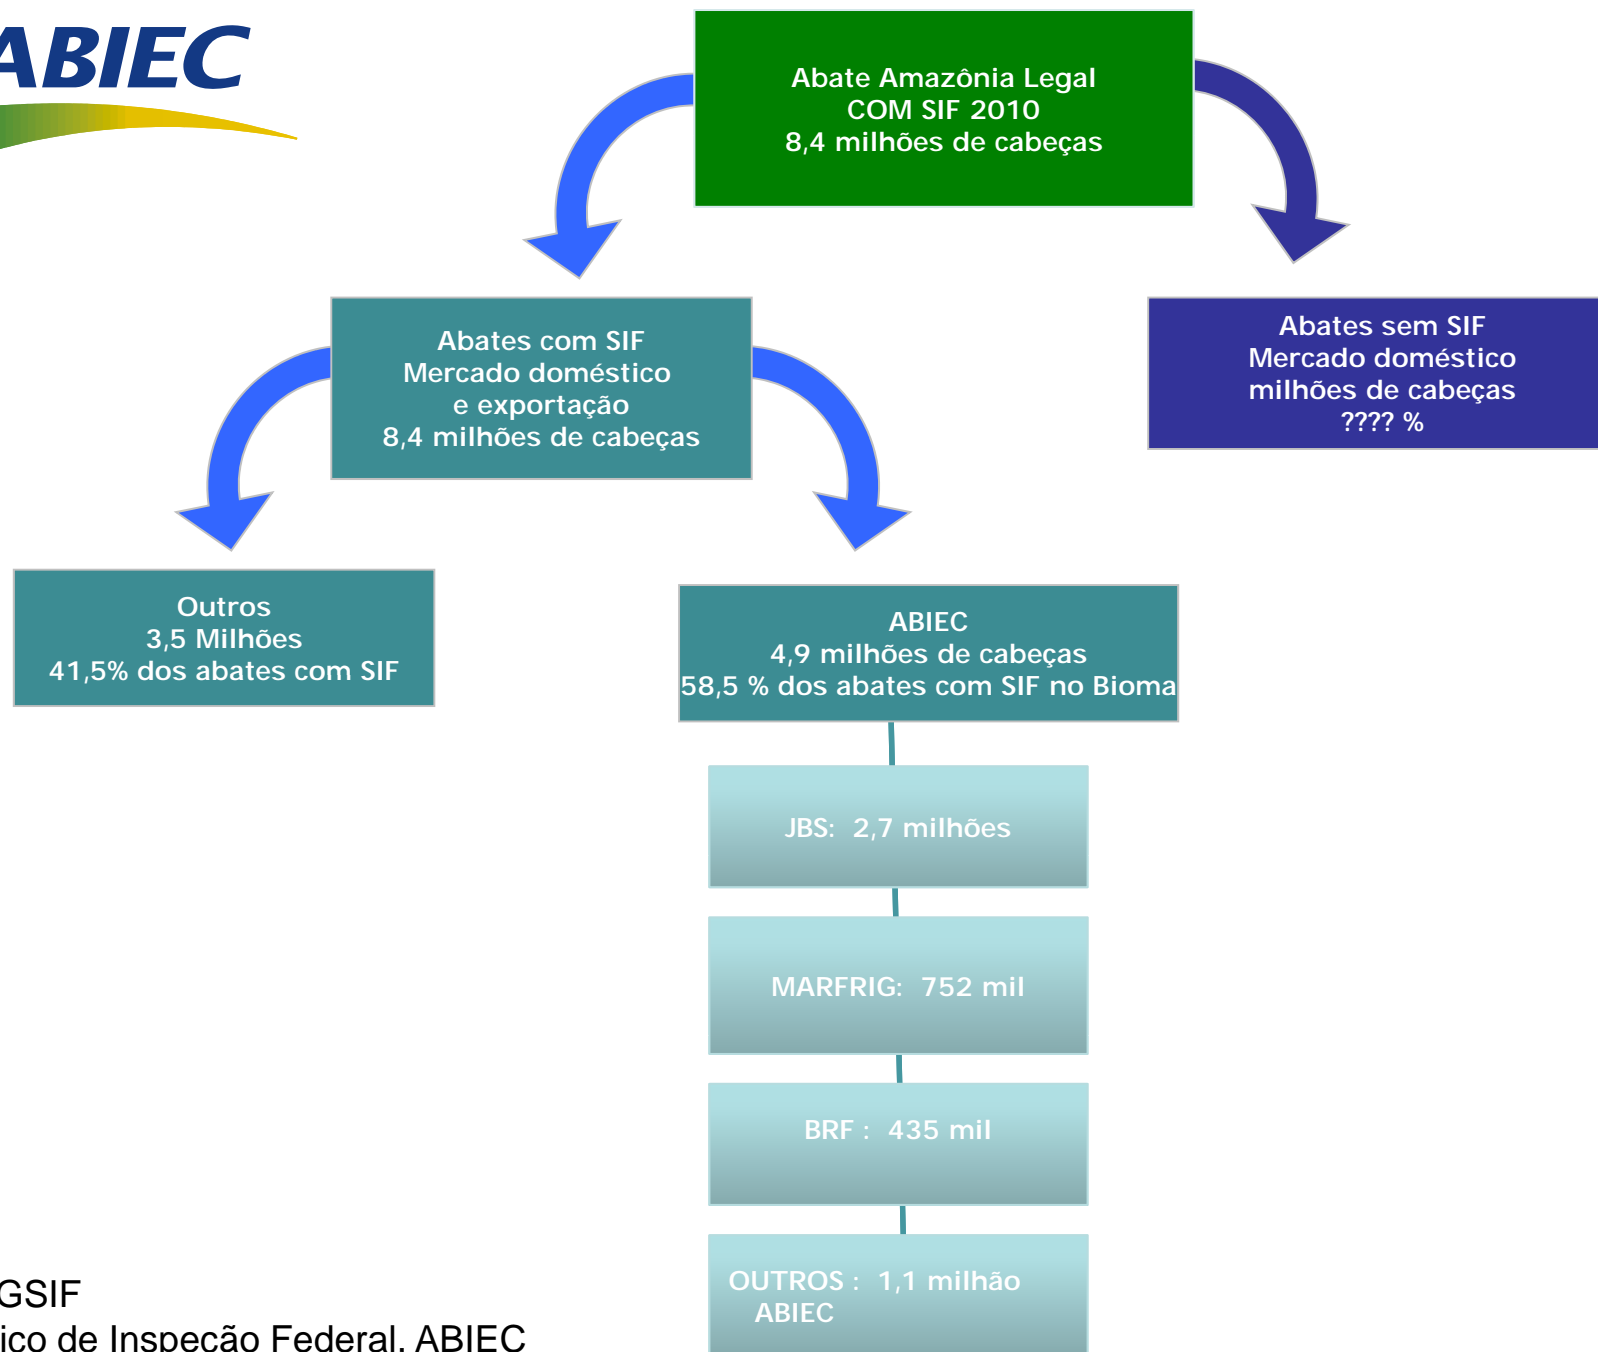 ABIEC
Abate Amazônia Legal
COM SIF 2010
8,4 milhões de cabeças
Abates com SIF
Mercado doméstico
e exportação
8,4 milhões de cabeças
Abates sem SIF
Mercado doméstico
milhões de cabeças
???? %
Outros
3,5 Milhões
41,5% dos abates com SIF
ABIEC
4,9 milhões de cabeças
58,5 % dos abates com SIF no Bioma
JBS: 2,7 milhões
MARFRIG: 752 mil
BRF : 435 mil
OUTROS : 1,1 milhão
ABIEC
GSIF
ico de Inspeção Federal, ABIEC